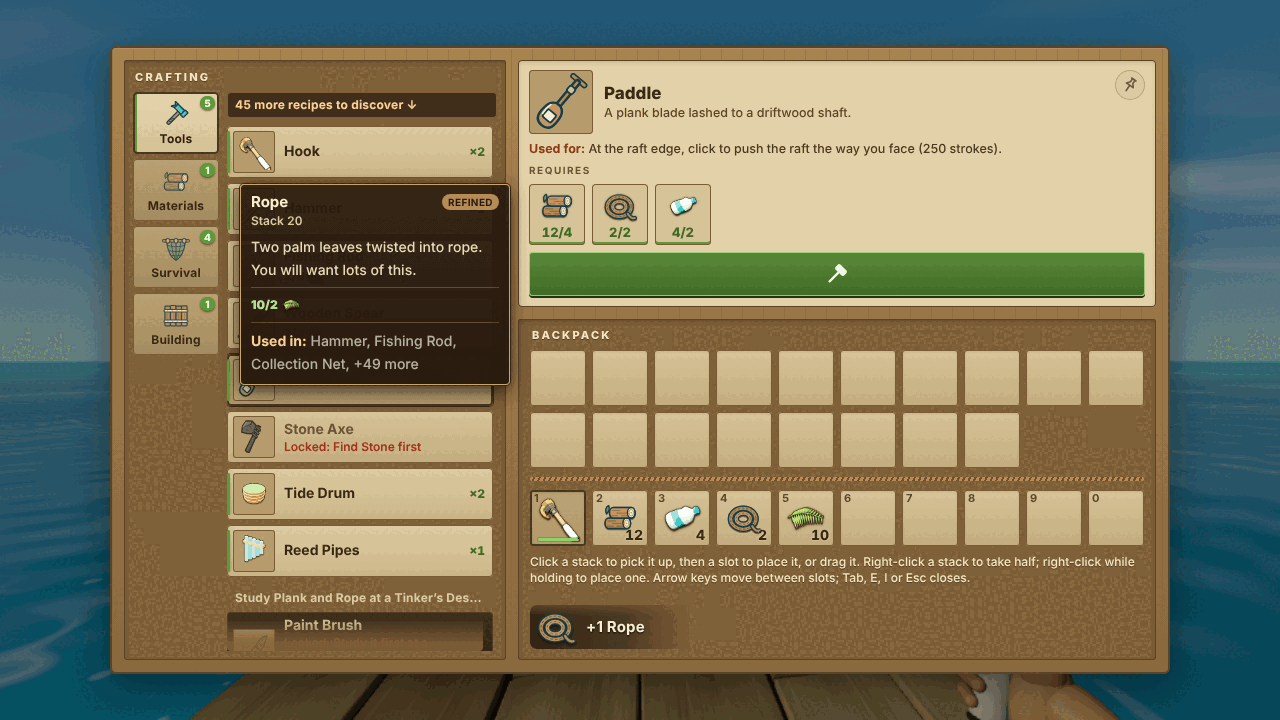 CRAFTING
5
Tools
1
Materials
4
Survival
1
Building
45 more recipes to discover ↓
Hook
×2
Rope
REFINED
Stack 20
Two palm leaves twisted into rope.
You will want lots of this.
10/2
Used in: Hammer, Fishing Rod,
Collection Net, +49 more
Stone Axe
Locked: Find Stone first
Tide Drum
×2
Reed Pipes
×1
Study Plank and Rope at a Tinker's Des...
Paint Brush
Paddle
A plank blade lashed to a driftwood shaft.
Used for: At the raft edge, click to push the raft the way you face (250 strokes).
REQUIRES
12/4
2/2
4/2
BACKPACK
1
2
12
3
4
4
2
5
10
6
7
8
9
0
Click a stack to pick it up, then a slot to place it, or drag it. Right-click a stack to take half; right-click while
holding to place one. Arrow keys move between slots; Tab, E, I or Esc closes.
+1 Rope